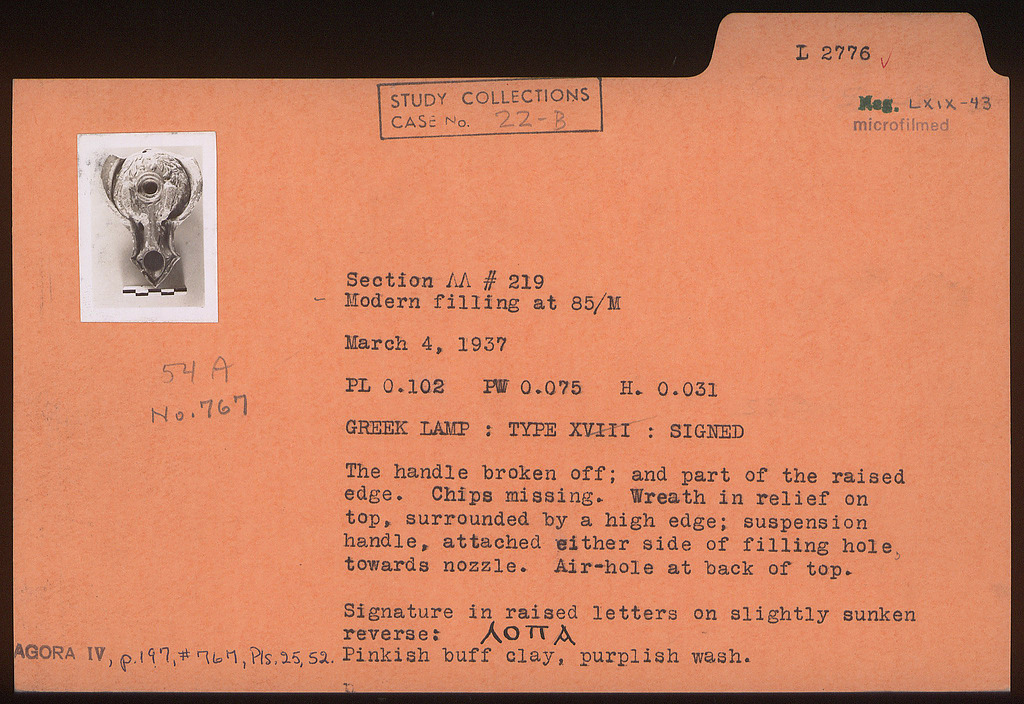 L 2776 ✓
STUDY COLLECTIONS
CASE No. 22-B
Neg. LXIX-43
microfilmed
Section ΛΛ # 219
- Modern filling at 85/M
March 4, 1937
54 A
No. 767
PL 0.102 PW 0.075 H. 0.031
GREEK LAMP : TYPE XVIII : SIGNED
The handle broken off; and part of the raised
edge. Chips missing. Wreath in relief on
top, surrounded by a high edge; suspension
handle, attached either side of filling hole,
towards nozzle. Air-hole at back of top.
Signature in raised letters on slightly sunken
reverse: ΛΟΠΑ
Pinkish buff clay, purplish wash.
AGORA IV, p.197, #767, Pls. 25, 52.